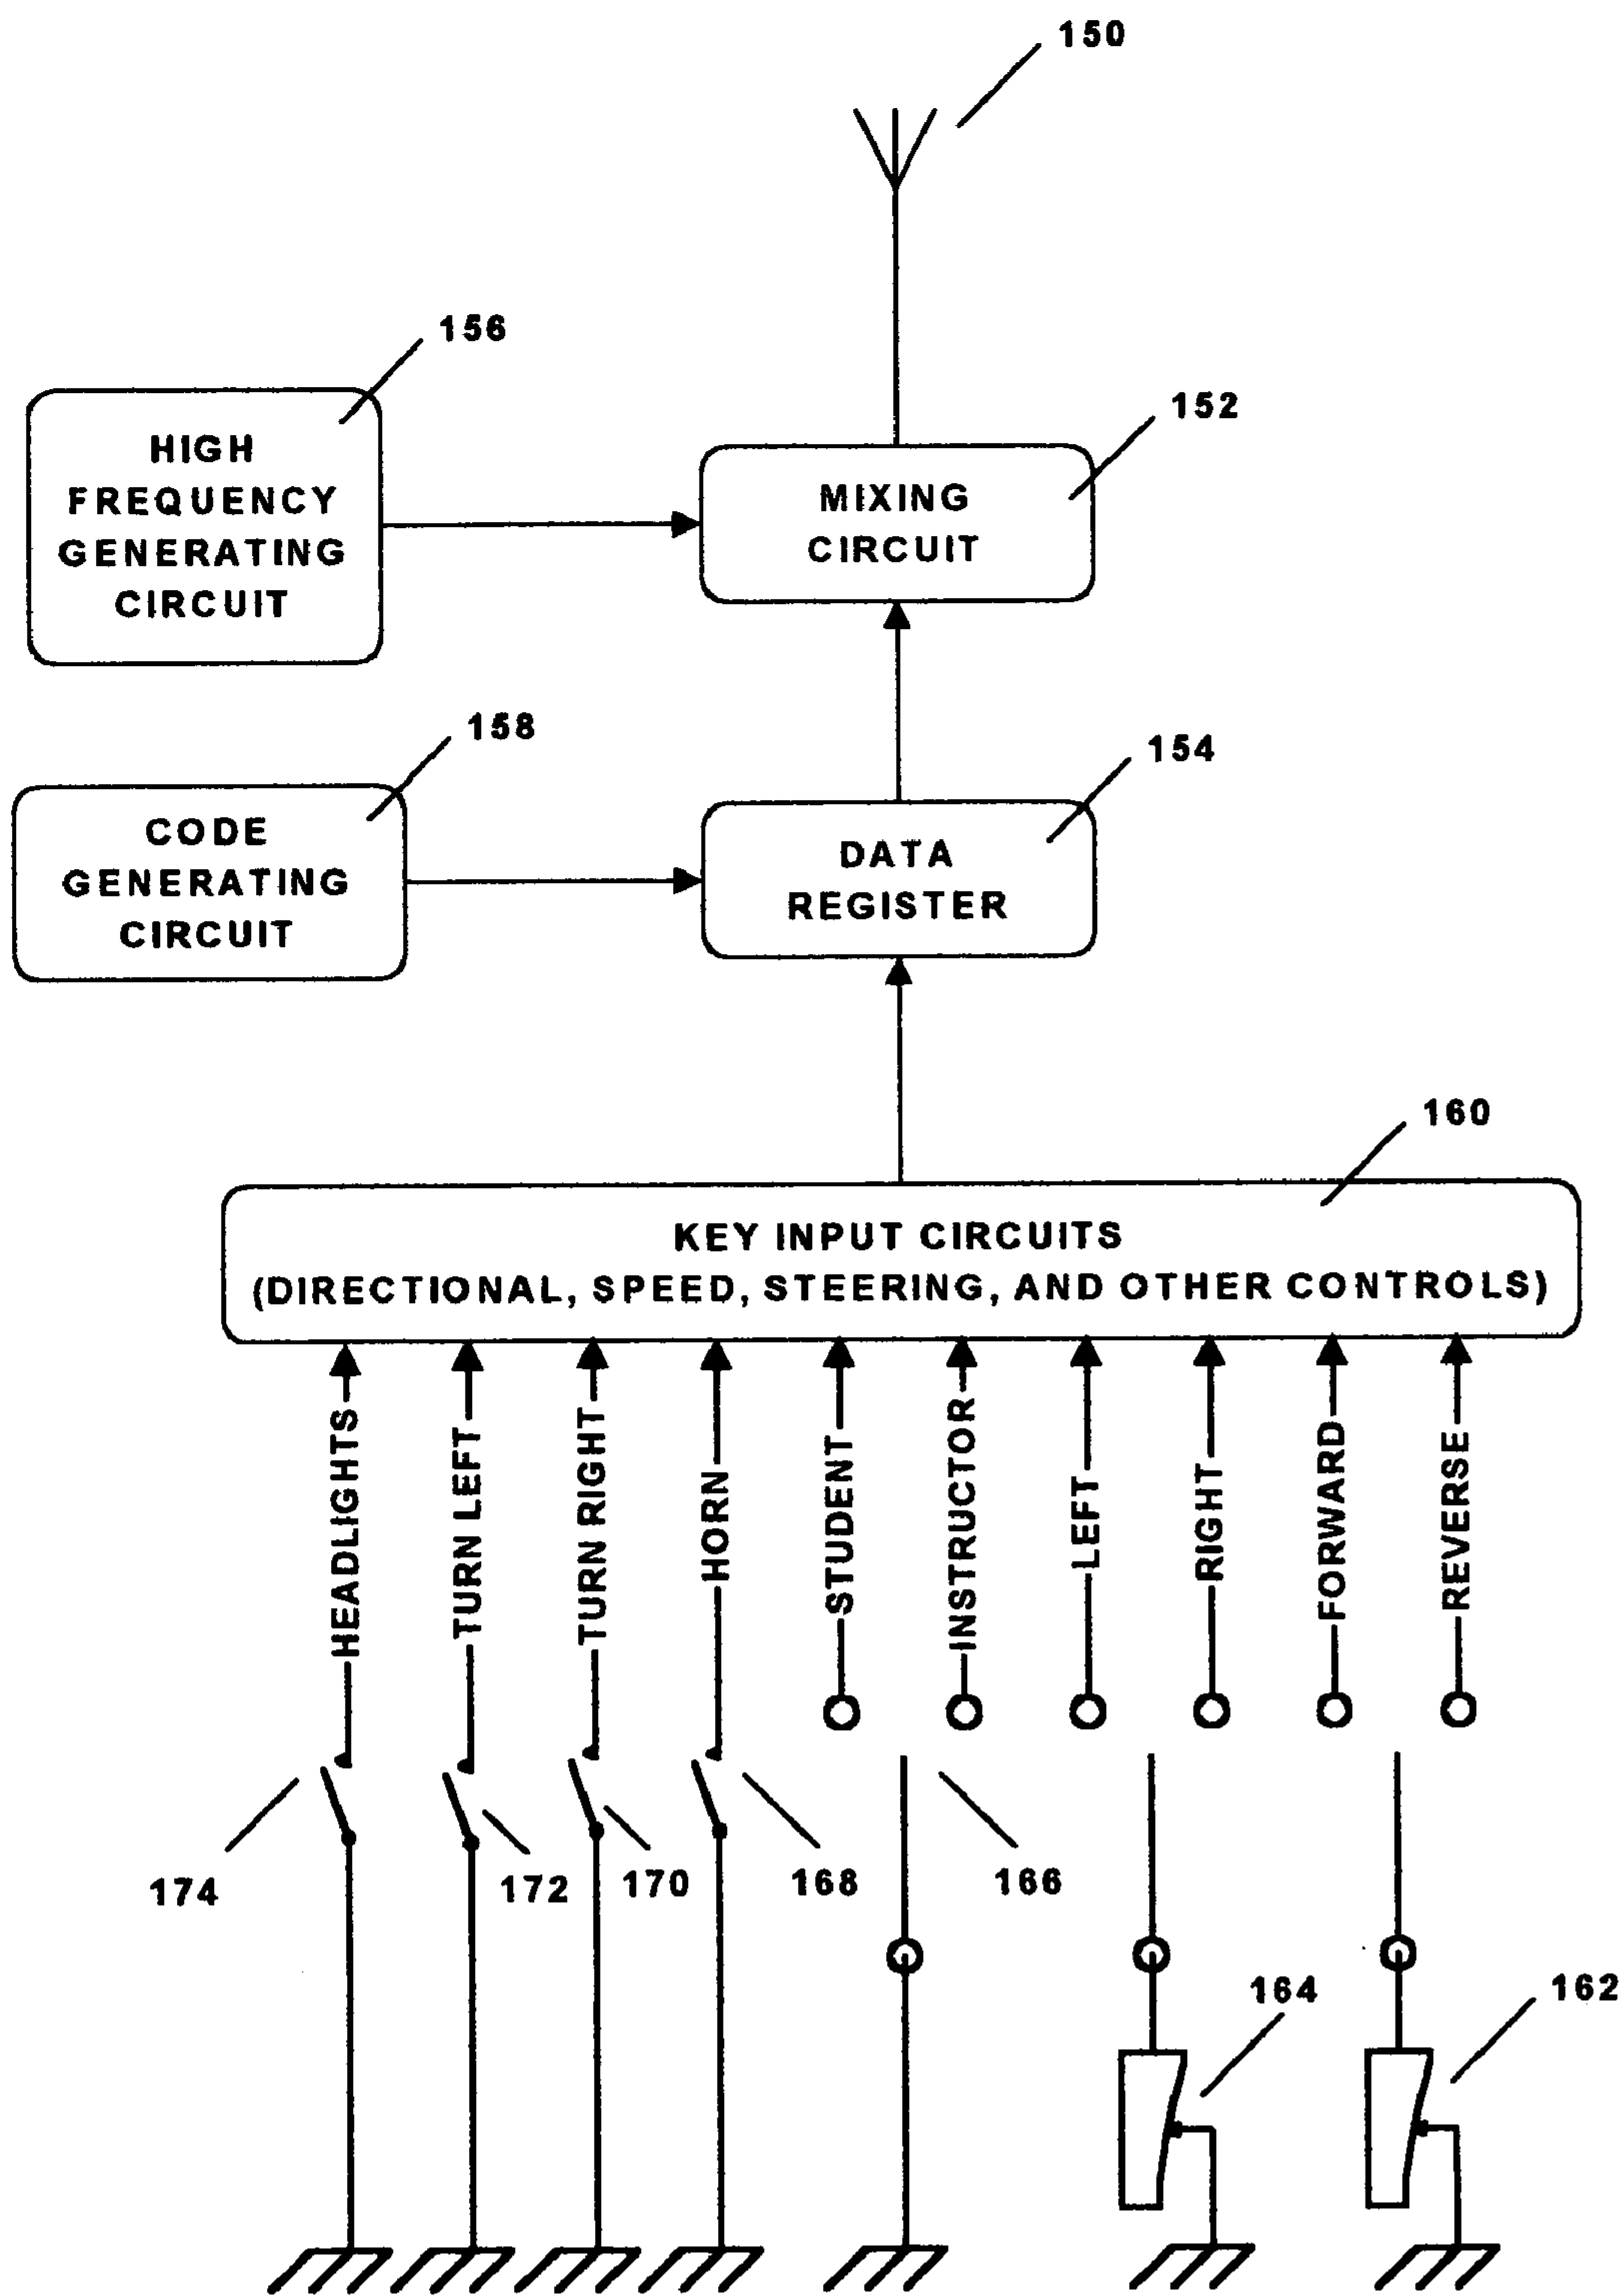 150
156
HIGH
FREQUENCY
GENERATING
CIRCUIT
152
MIXING
CIRCUIT
158
CODE
GENERATING
CIRCUIT
154
DATA
REGISTER
160
KEY INPUT CIRCUITS
(DIRECTIONAL, SPEED, STEERING, AND OTHER CONTROLS)
HEADLIGHTS
TURN LEFT
TURN RIGHT
HORN
STUDENT
INSTRUCTOR
LEFT
RIGHT
FORWARD
REVERSE
174
172
170
168
166
164
162